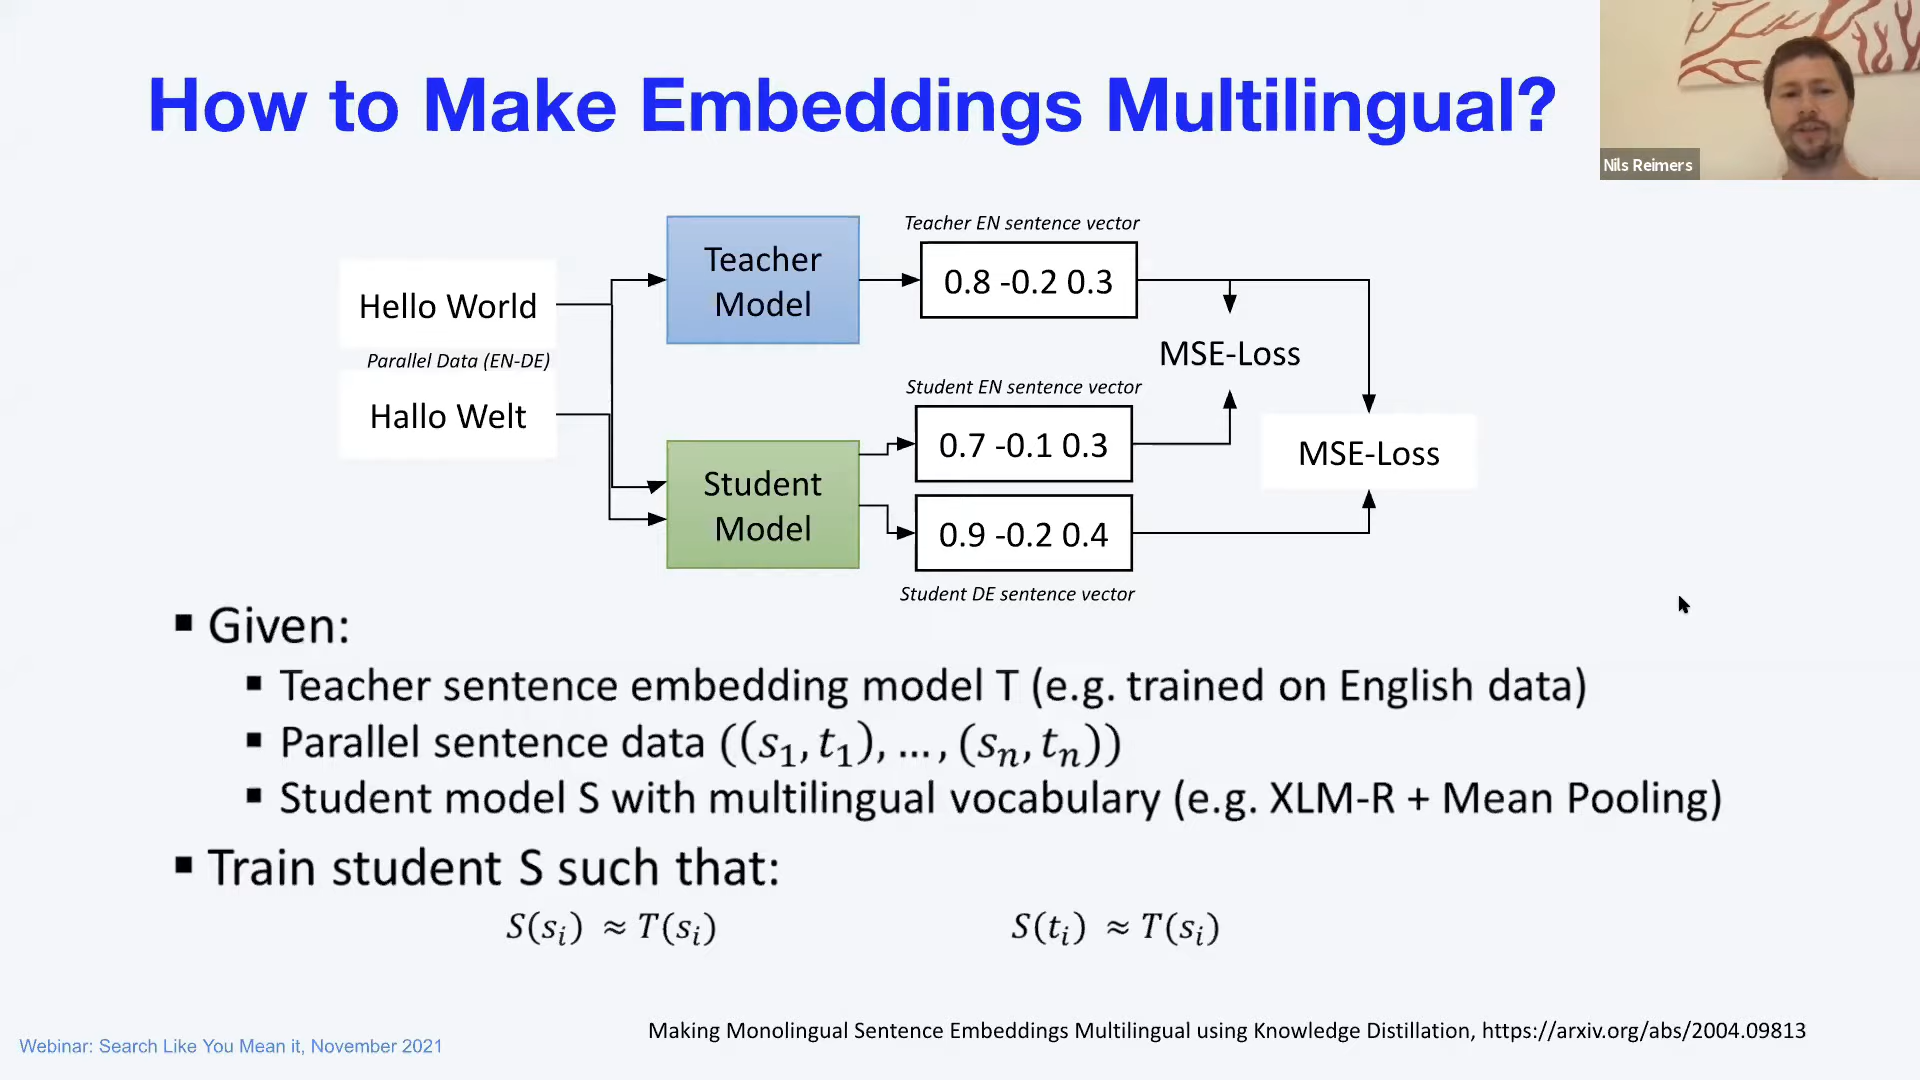 How to Make Embeddings Multilingual?
Nils Reimers
Hello World
Parallel Data (EN-DE)
Hallo Welt
Teacher
Model
Student
Model
Teacher EN sentence vector
0.8 -0.2 0.3
Student EN sentence vector
0.7 -0.1 0.3
0.9 -0.2 0.4
Student DE sentence vector
MSE-Loss
MSE-Loss
▪ Given:
▪ Teacher sentence embedding model T (e.g. trained on English data)
▪ Parallel sentence data ((s₁, t₁), … , (sₙ, tₙ))
▪ Student model S with multilingual vocabulary (e.g. XLM-R + Mean Pooling)
▪ Train student S such that:
S(sᵢ) ≈ T(sᵢ) S(tᵢ) ≈ T(sᵢ)
Making Monolingual Sentence Embeddings Multilingual using Knowledge Distillation, https://arxiv.org/abs/2004.09813
Webinar: Search Like You Mean it, November 2021